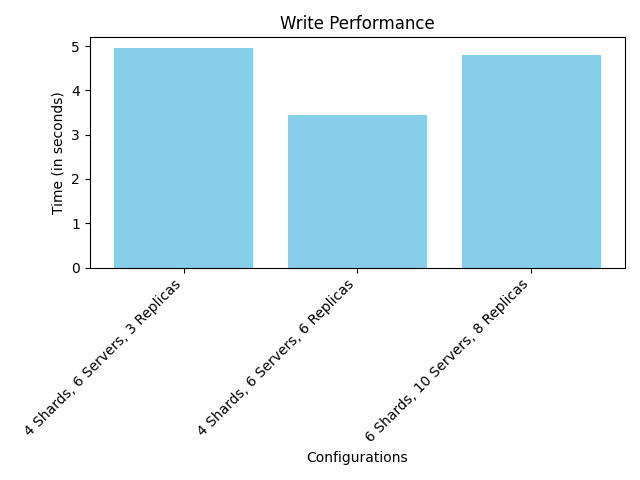 Write Performance
Time (in seconds)
5
4
3
2
1
0
4 Shards, 6 Servers, 3 Replicas
4 Shards, 6 Servers, 6 Replicas
6 Shards, 10 Servers, 8 Replicas
Configurations